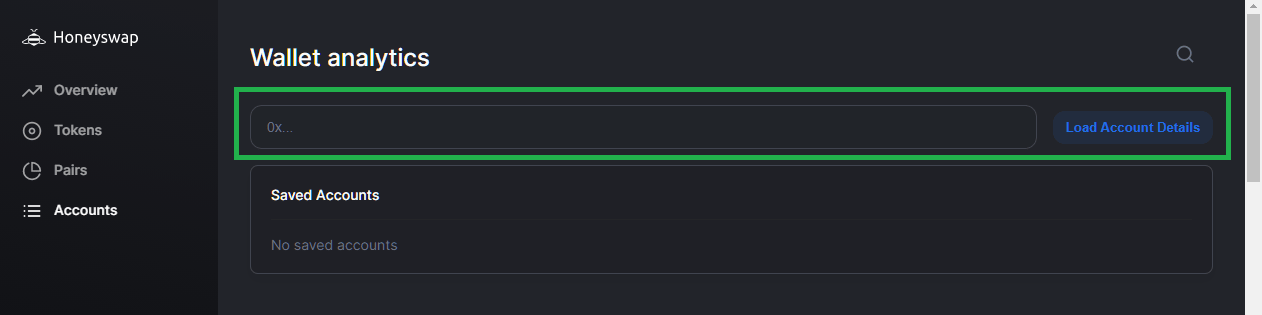 Honeyswap
Overview
Tokens
Pairs
Accounts
Wallet analytics
0x...
Load Account Details
Saved Accounts
No saved accounts